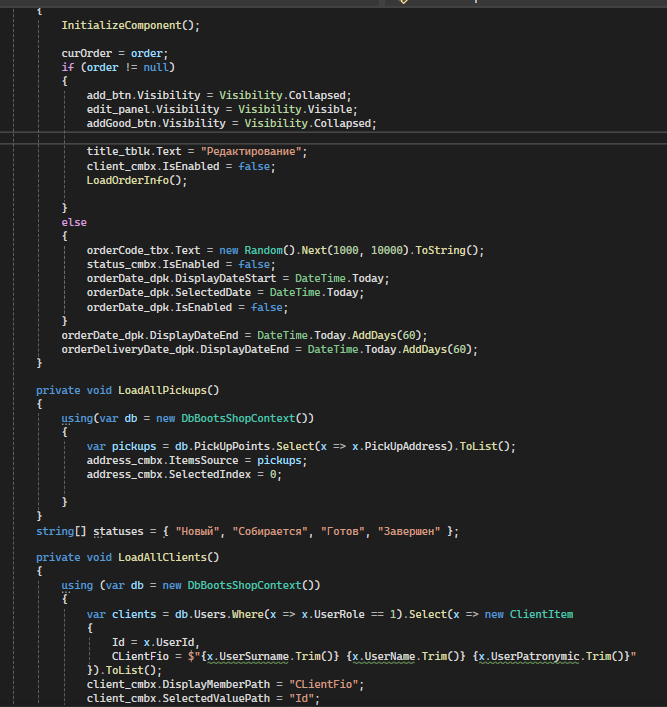 {
InitializeComponent();
curOrder = order;
if (order != null)
{
add_btn.Visibility = Visibility.Collapsed;
edit_panel.Visibility = Visibility.Visible;
addGood_btn.Visibility = Visibility.Collapsed;
title_tblk.Text = "Редактирование";
client_cmbx.IsEnabled = false;
LoadOrderInfo();
}
else
{
orderCode_tbx.Text = new Random().Next(1000, 10000).ToString();
status_cmbx.IsEnabled = false;
orderDate_dpk.DisplayDateStart = DateTime.Today;
orderDate_dpk.SelectedDate = DateTime.Today;
orderDate_dpk.IsEnabled = false;
}
orderDate_dpk.DisplayDateEnd = DateTime.Today.AddDays(60);
orderDeliveryDate_dpk.DisplayDateEnd = DateTime.Today.AddDays(60);
}
private void LoadAllPickups()
{
using(var db = new DbBootsShopContext())
{
var pickups = db.PickUpPoints.Select(x => x.PickUpAddress).ToList();
address_cmbx.ItemsSource = pickups;
address_cmbx.SelectedIndex = 0;
}
}
string[] statuses = { "Новый", "Собирается", "Готов", "Завершен" };
private void LoadAllClients()
{
using (var db = new DbBootsShopContext())
{
var clients = db.Users.Where(x => x.UserRole == 1).Select(x => new ClientItem
{
Id = x.UserId,
CLientFio = $"{x.UserSurname.Trim()} {x.UserName.Trim()} {x.UserPatronymic.Trim()}"
}).ToList();
client_cmbx.DisplayMemberPath = "CLientFio";
client_cmbx.SelectedValuePath = "Id";